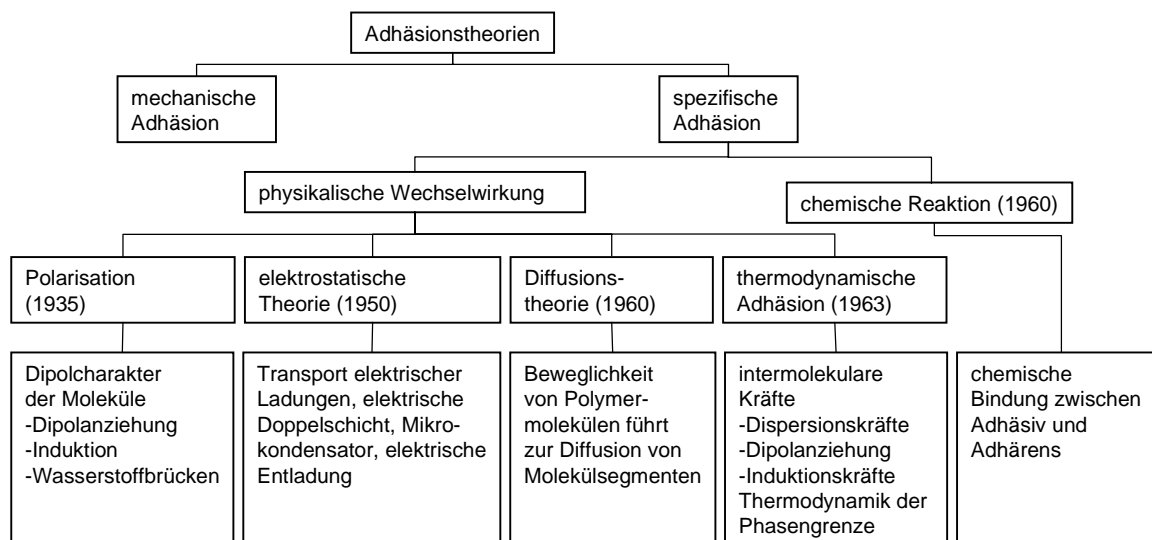 Adhäsionstheorien
mechanische
Adhäsion
spezifische
Adhäsion
physikalische Wechselwirkung
chemische Reaktion (1960)
Polarisation
(1935)
elektrostatische
Theorie (1950)
Diffusions-
theorie (1960)
thermodynamische
Adhäsion (1963)
Dipolcharakter
der Moleküle
-Dipolanziehung
-Induktion
-Wasserstoffbrücken
Transport elektrischer
Ladungen, elektrische
Doppelschicht, Mikro-
kondensator, elektrische
Entladung
Beweglichkeit
von Polymer-
molekülen führt
zur Diffusion von
Molekülsegmenten
intermolekulare
Kräfte
-Dispersionskräfte
-Dipolanziehung
-Induktionskräfte
Thermodynamik der
Phasengrenze
chemische
Bindung zwischen
Adhäsiv und
Adhärens